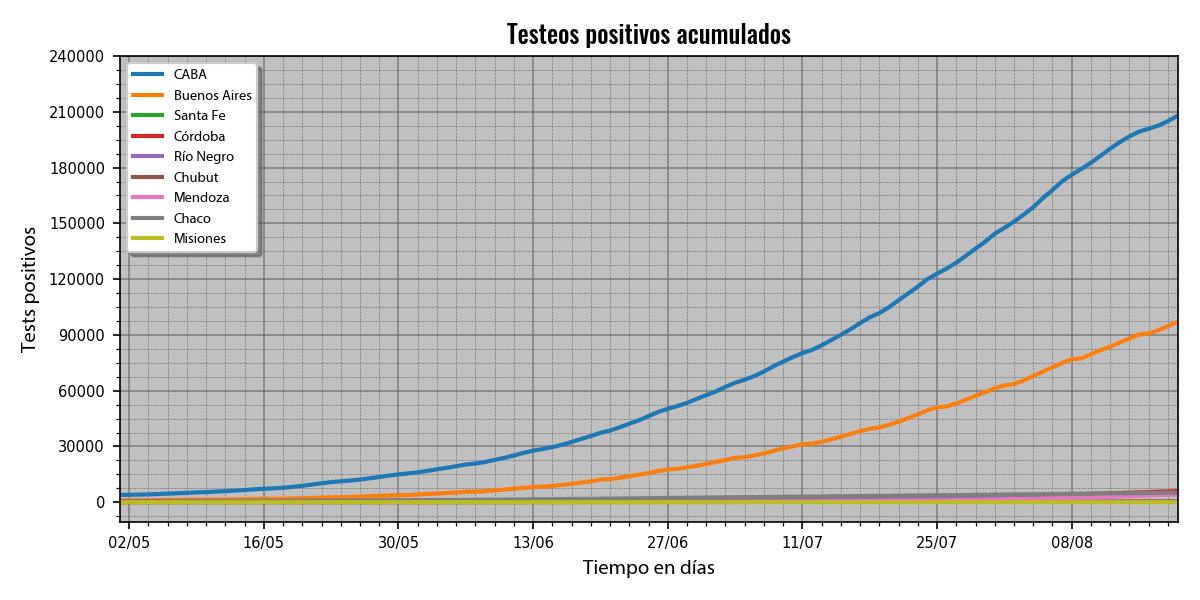 Testeos positivos acumulados
240000
210000
180000
150000
120000
90000
60000
30000
0
Tests positivos
CABA
Buenos Aires
Santa Fe
Córdoba
Río Negro
Chubut
Mendoza
Chaco
Misiones
02/05 16/05 30/05 13/06 27/06 11/07 25/07 08/08
Tiempo en días